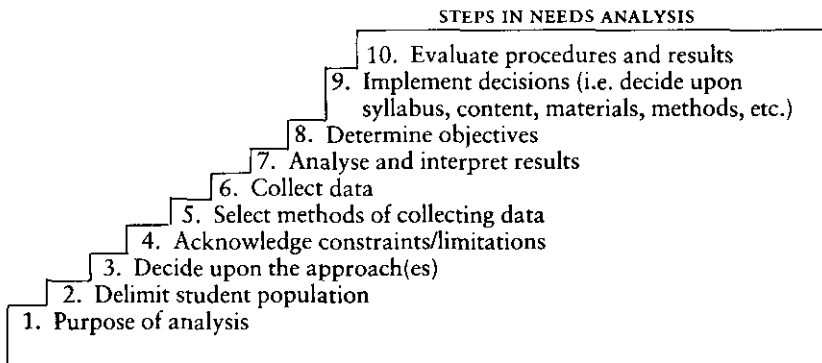 STEPS IN NEEDS ANALYSIS
10. Evaluate procedures and results
9. Implement decisions (i.e. decide upon
syllabus, content, materials, methods, etc.)
8. Determine objectives
7. Analyse and interpret results
6. Collect data
5. Select methods of collecting data
4. Acknowledge constraints/limitations
3. Decide upon the approach(es)
2. Delimit student population
1. Purpose of analysis